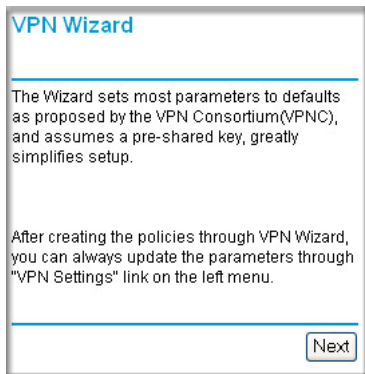 VPN Wizard
The Wizard sets most parameters to defaults
as proposed by the VPN Consortium(VPNC),
and assumes a pre-shared key, greatly
simplifies setup.
After creating the policies through VPN Wizard,
you can always update the parameters through
"VPN Settings" link on the left menu.
Next